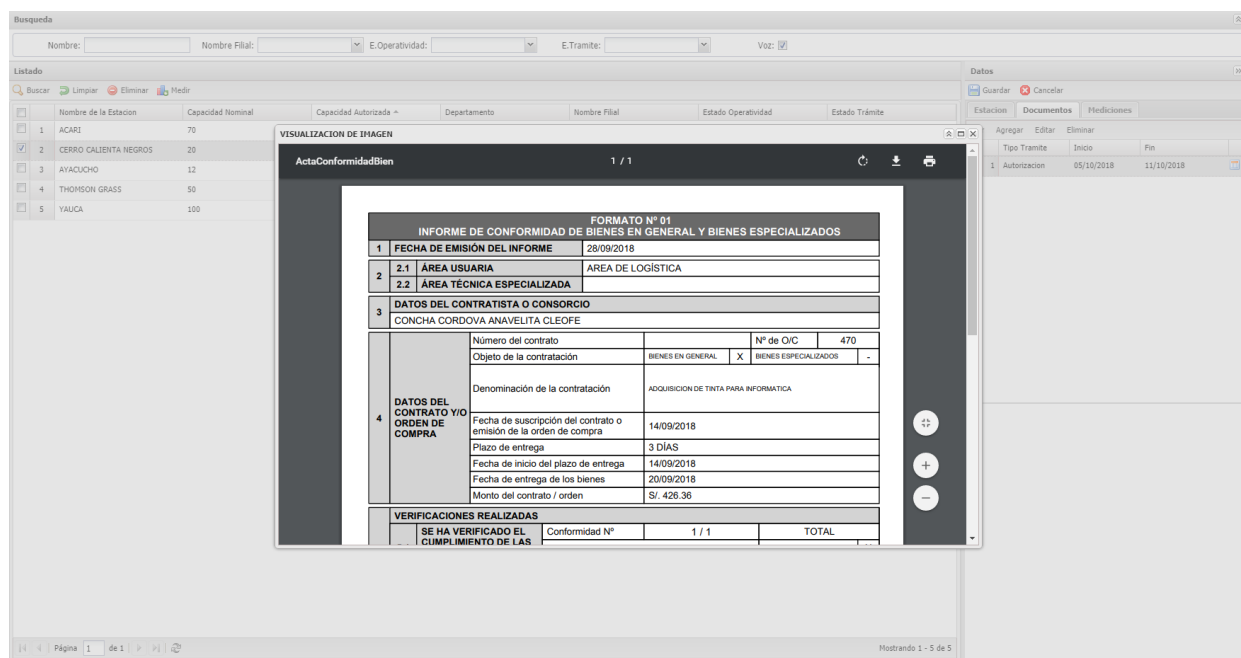 Busqueda
Nombre: Nombre Filial: E.Operatividad: E.Tramite: Voz:
Listado
Buscar Limpiar Eliminar Medir
Nombre de la Estacion Capacidad Nominal Capacidad Autorizada Departamento Nombre Filial Estado Operatividad Estado Trámite
1 ACARI 70
2 CERRO CALIENTA NEGROS 20
3 AYACUCHO 12
4 THOMSON GRASS 50
5 YAUCA 100
Página 1 de 1
Mostrando 1 - 5 de 5
Datos
Guardar Cancelar
Estacion Documentos Mediciones
Agregar Editar Eliminar
Tipo Tramite Inicio Fin
1 Autorizacion 05/10/2018 11/10/2018
VISUALIZACION DE IMAGEN
ActaConformidadBien 1 / 1
FORMATO Nº 01
INFORME DE CONFORMIDAD DE BIENES EN GENERAL Y BIENES ESPECIALIZADOS
1 FECHA DE EMISIÓN DEL INFORME 28/09/2018
2
2.1 ÁREA USUARIA AREA DE LOGÍSTICA
2.2 ÁREA TÉCNICA ESPECIALIZADA
3
DATOS DEL CONTRATISTA O CONSORCIO
CONCHA CORDOVA ANAVELITA CLEOFE
4
DATOS DEL
CONTRATO Y/O
ORDEN DE
COMPRA
Número del contrato Nº de O/C 470
Objeto de la contratación BIENES EN GENERAL X BIENES ESPECIALIZADOS -
Denominación de la contratación ADQUISICION DE TINTA PARA INFORMATICA
Fecha de suscripción del contrato o
emisión de la orden de compra 14/09/2018
Plazo de entrega 3 DÍAS
Fecha de inicio del plazo de entrega 14/09/2018
Fecha de entrega de los bienes 20/09/2018
Monto del contrato / orden S/. 426.36
VERIFICACIONES REALIZADAS
SE HA VERIFICADO EL Conformidad Nº 1 / 1 TOTAL
CUMPLIMIENTO DE LAS